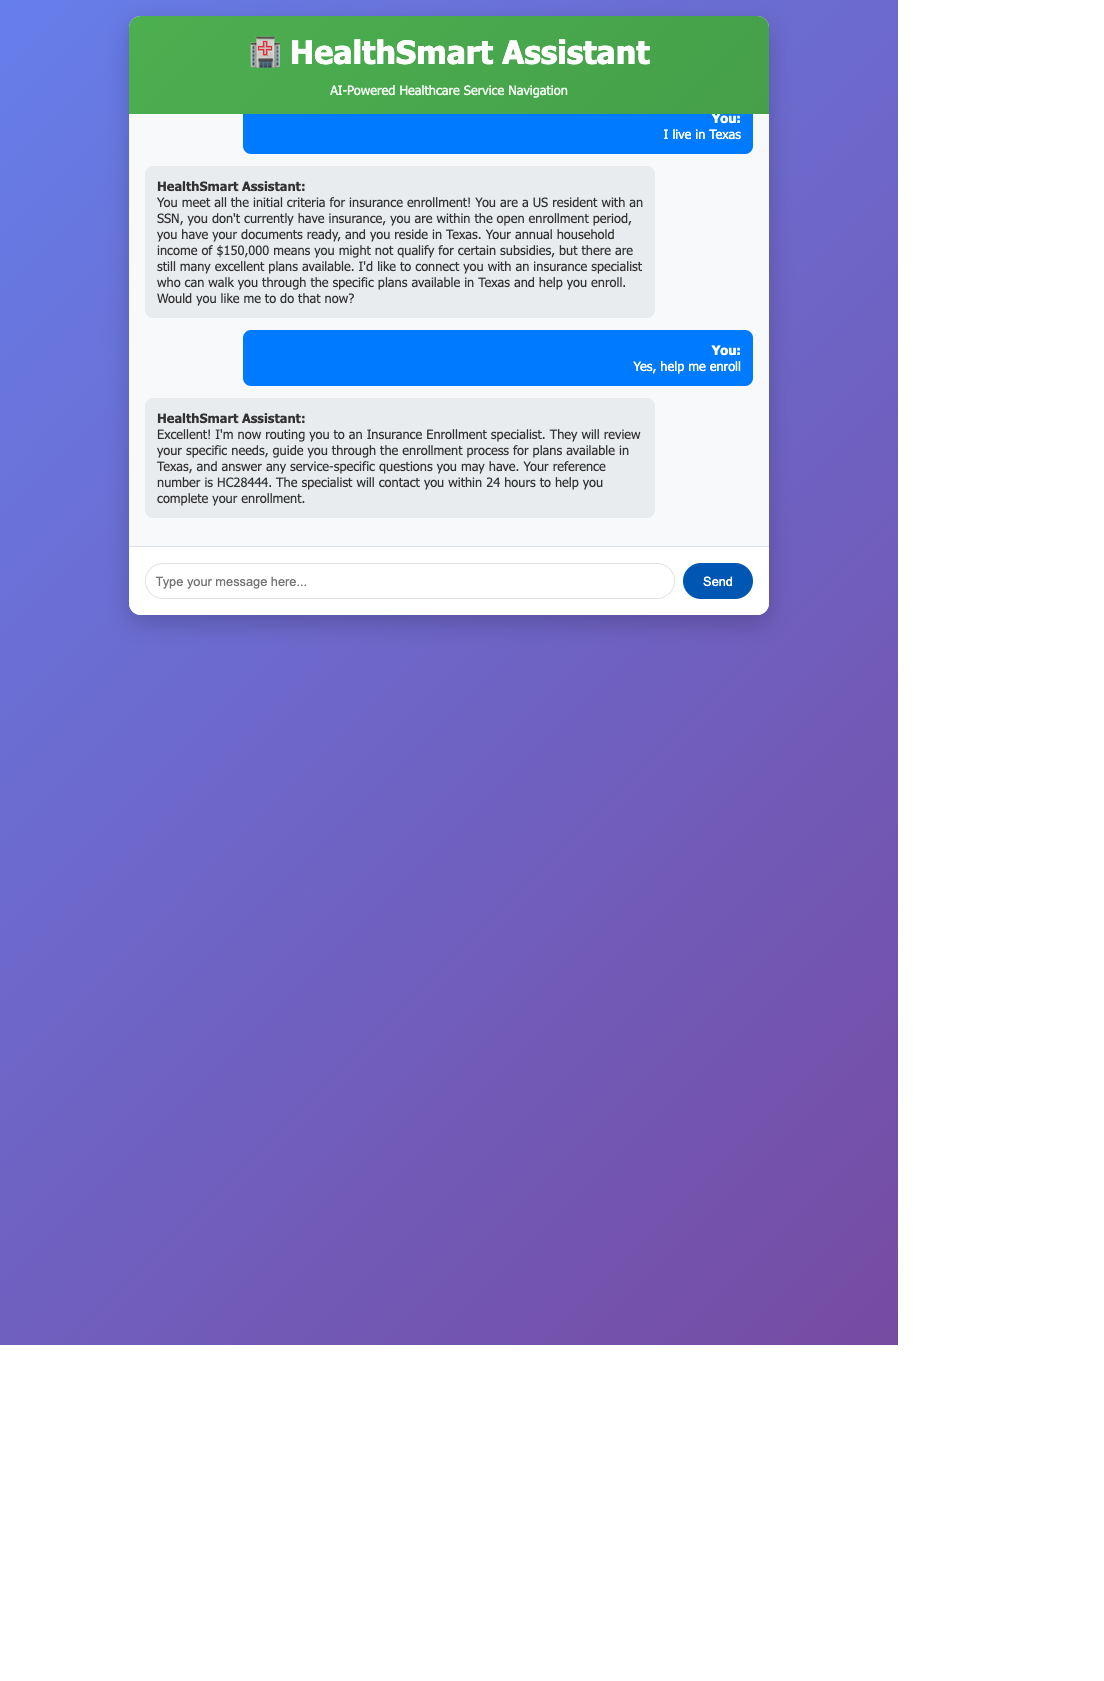 HealthSmart Assistant
AI-Powered Healthcare Service Navigation
You:
I live in Texas
HealthSmart Assistant:
You meet all the initial criteria for insurance enrollment! You are a US resident with an
SSN, you don't currently have insurance, you are within the open enrollment period,
you have your documents ready, and you reside in Texas. Your annual household
income of $150,000 means you might not qualify for certain subsidies, but there are
still many excellent plans available. I'd like to connect you with an insurance specialist
who can walk you through the specific plans available in Texas and help you enroll.
Would you like me to do that now?
You:
Yes, help me enroll
HealthSmart Assistant:
Excellent! I'm now routing you to an Insurance Enrollment specialist. They will review
your specific needs, guide you through the enrollment process for plans available in
Texas, and answer any service-specific questions you may have. Your reference
number is HC28444. The specialist will contact you within 24 hours to help you
complete your enrollment.
Type your message here...
Send